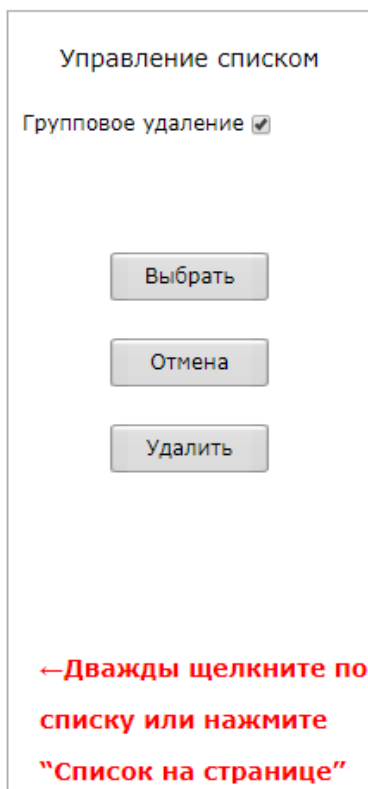 Управление списком
Групповое удаление
Выбрать
Отмена
Удалить
←Дважды щелкните по
списку или нажмите
“Список на странице”